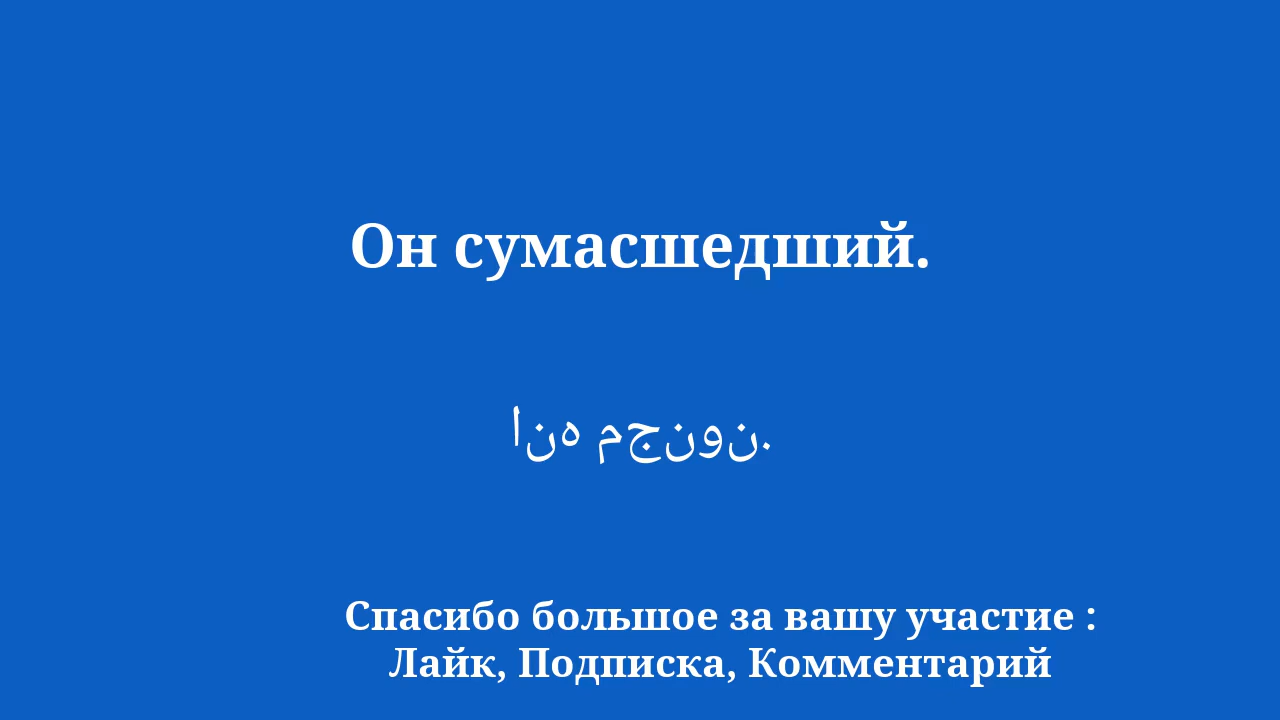 Он сумасшедший.
انه مجنون.
Спасибо большое за вашу участие :
Лайк, Подписка, Комментарий